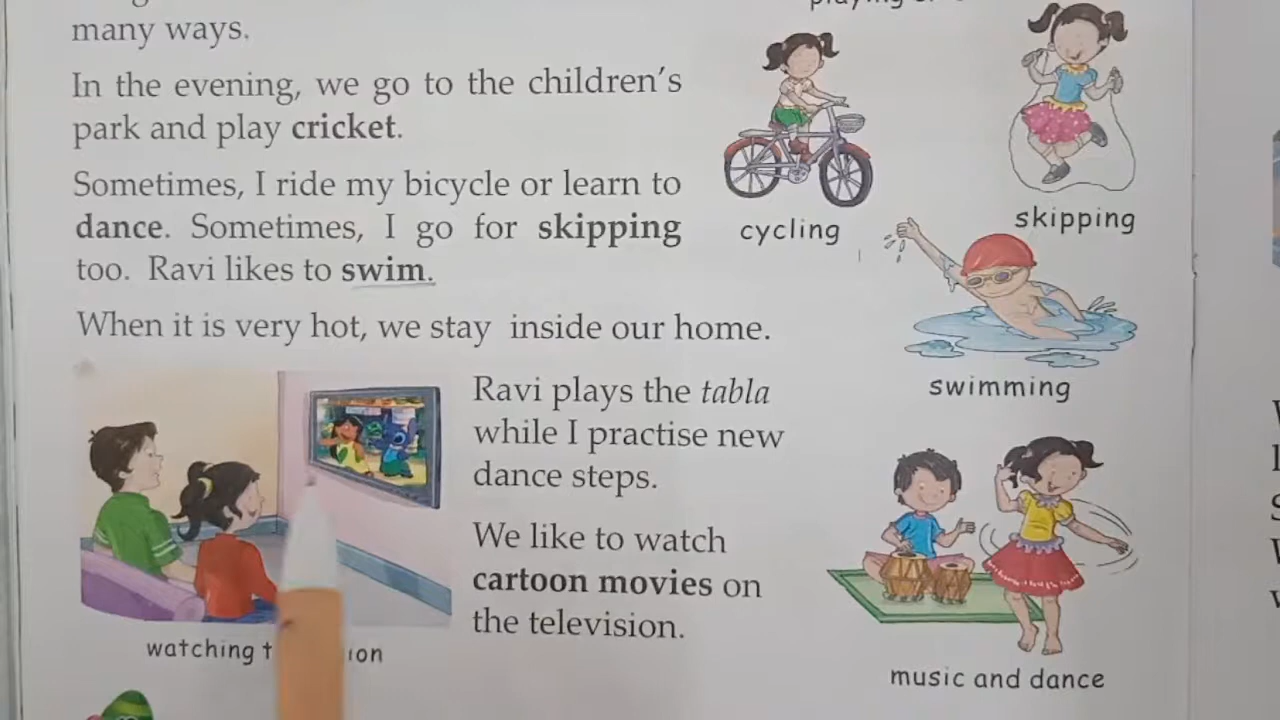 many ways.
In the evening, we go to the children's
park and play cricket.
Sometimes, I ride my bicycle or learn to
dance. Sometimes, I go for skipping
too. Ravi likes to swim.
When it is very hot, we stay inside our home.
Ravi plays the tabla
while I practise new
dance steps.
We like to watch
cartoon movies on
the television.
watching
playing
cycling
skipping
swimming
music and dance